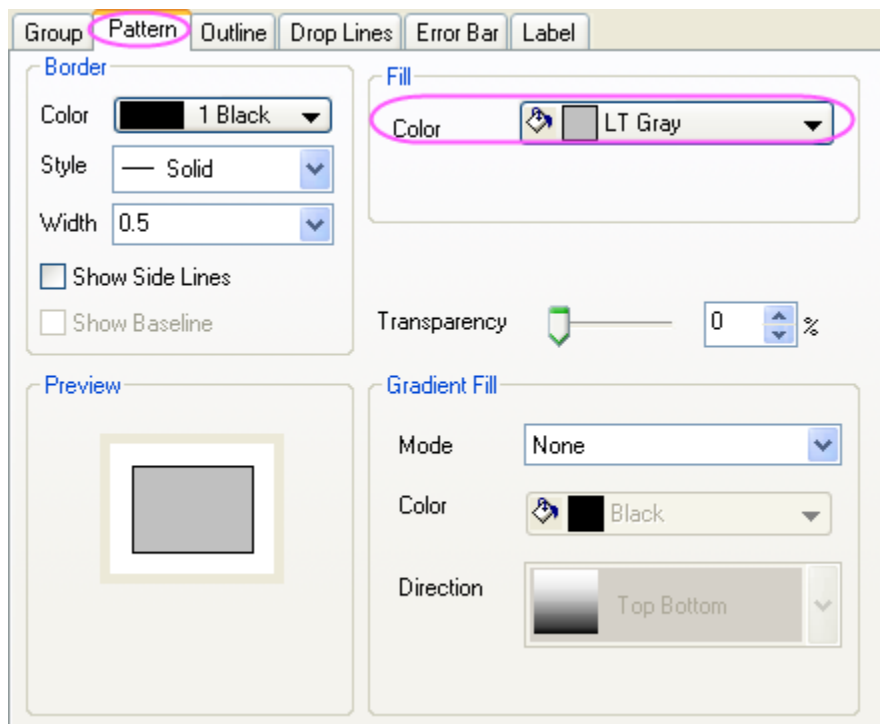 Group Pattern Outline Drop Lines Error Bar Label
Border
Color 1 Black
Style Solid
Width 0.5
Show Side Lines
Show Baseline
Fill
Color LT Gray
Transparency 0 %
Preview
Gradient Fill
Mode None
Color Black
Direction Top Bottom